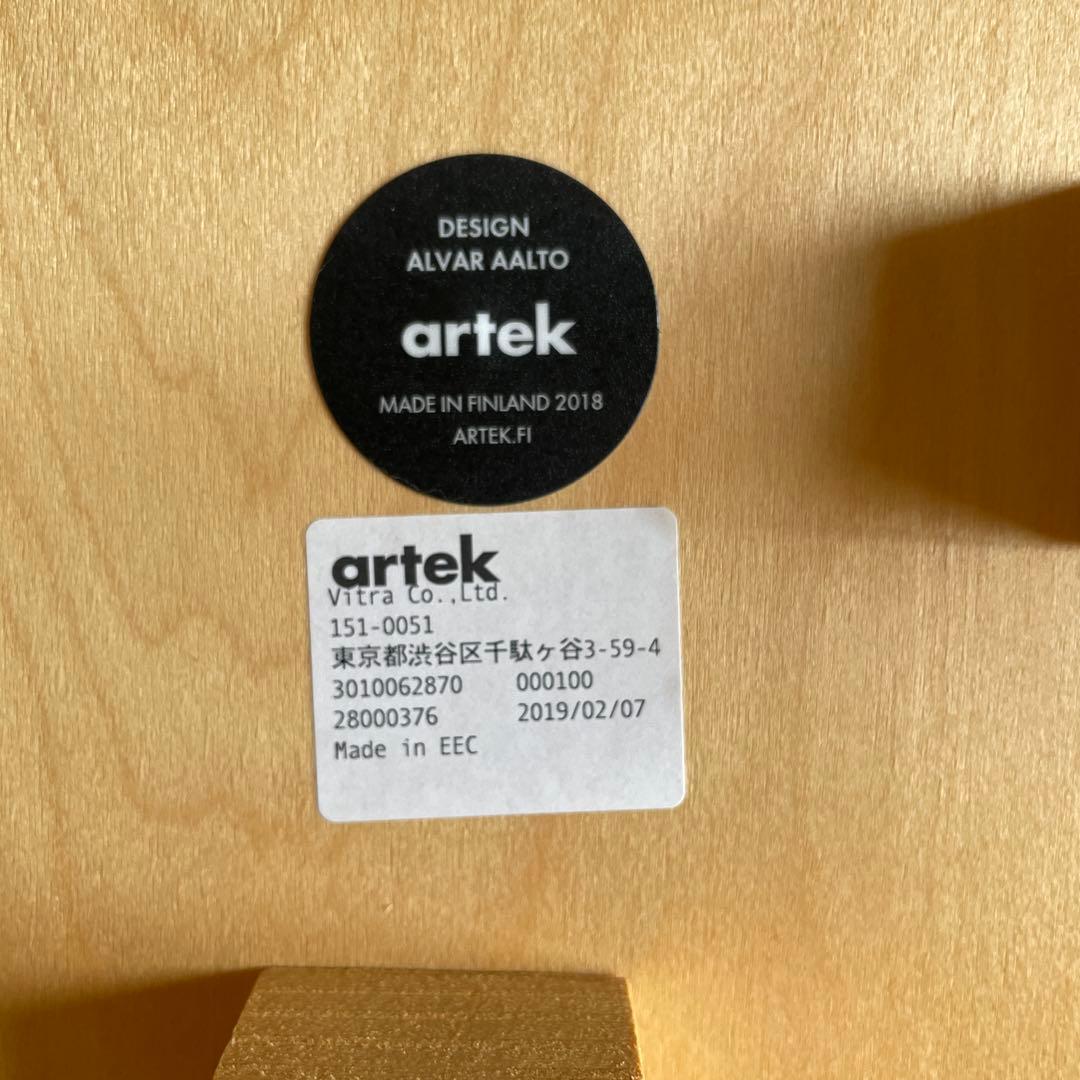 DESIGN
ALVAR AALTO
artek
MADE IN FINLAND 2018
ARTEK.FI
artek
Vitra Co.,Ltd.
151-0051
東京都渋谷区千駄ヶ谷3-59-4
3010062870 000100
28000376 2019/02/07
Made in EEC